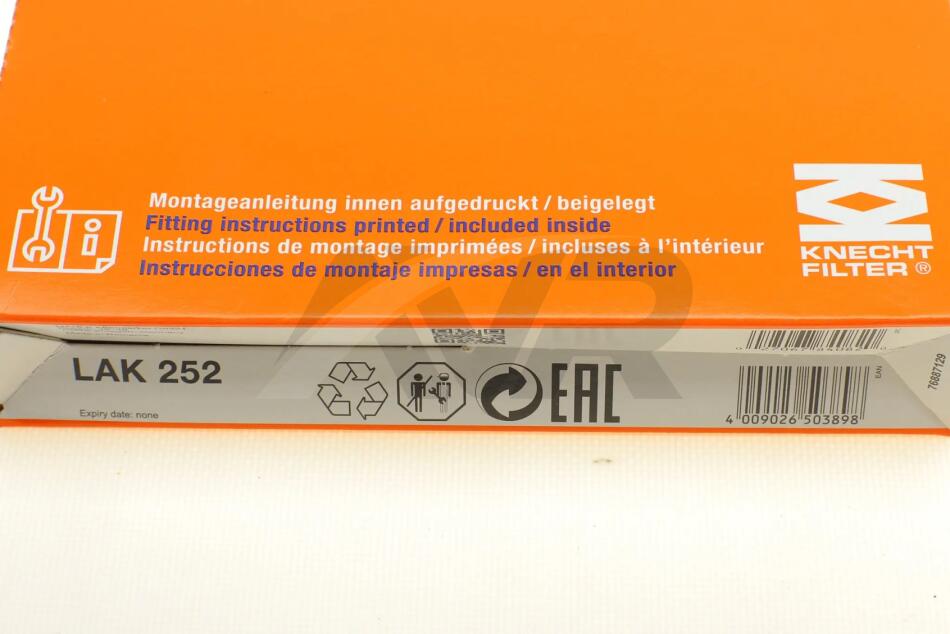 Montageanleitung innen aufgedruckt / beigelegt
Fitting instructions printed / included inside
Instructions de montage imprimées / incluses à l'intérieur
Instrucciones de montaje impresas / en el interior
KNECHT
FILTER®
LAK 252
Expiry date: none
EAC
4 009026 503898
EAN
76887129
AVR